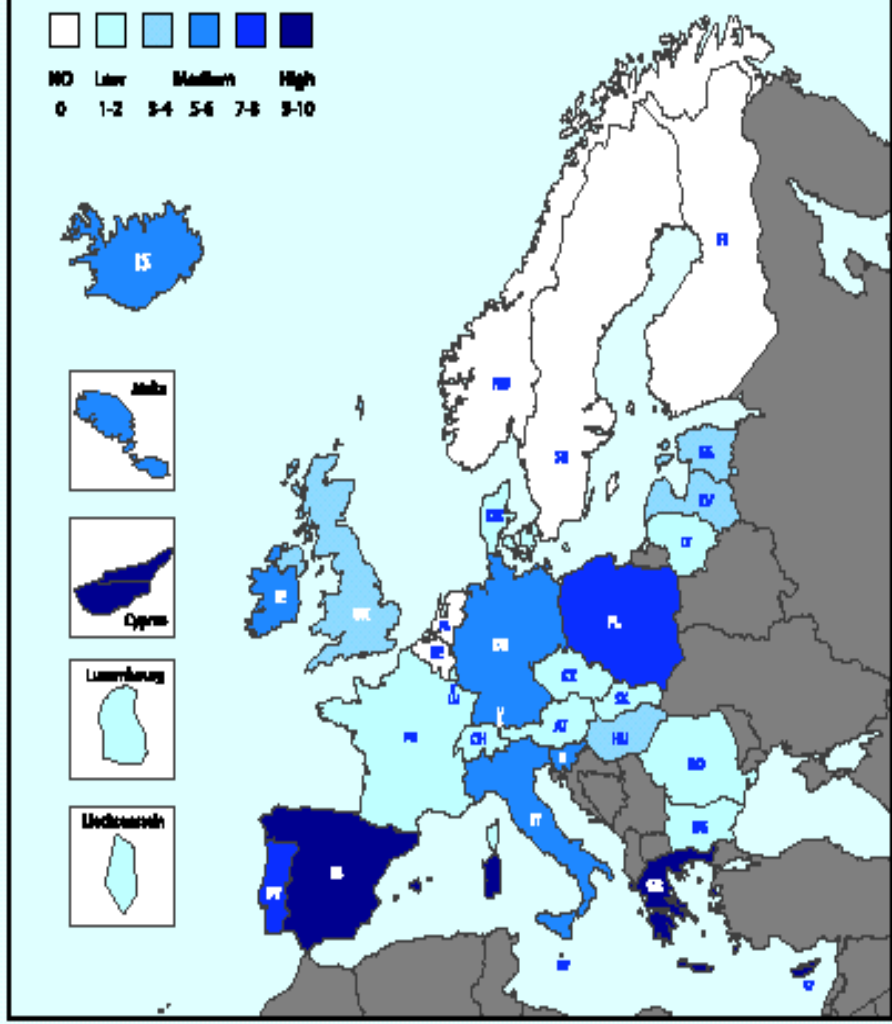 NO Low Medium High
0 1-2 3-4 5-6 7-8 9-10
IS
FI
NO
SE
Malta
EE
LV
DK
LT
Cyprus
IE
UK
NL
PL
BE
DE
Luxembourg
CZ
LU
SK
FR
CH
AT
HU
RO
Liechtenstein
BG
IT
ES
PT
GR
CY